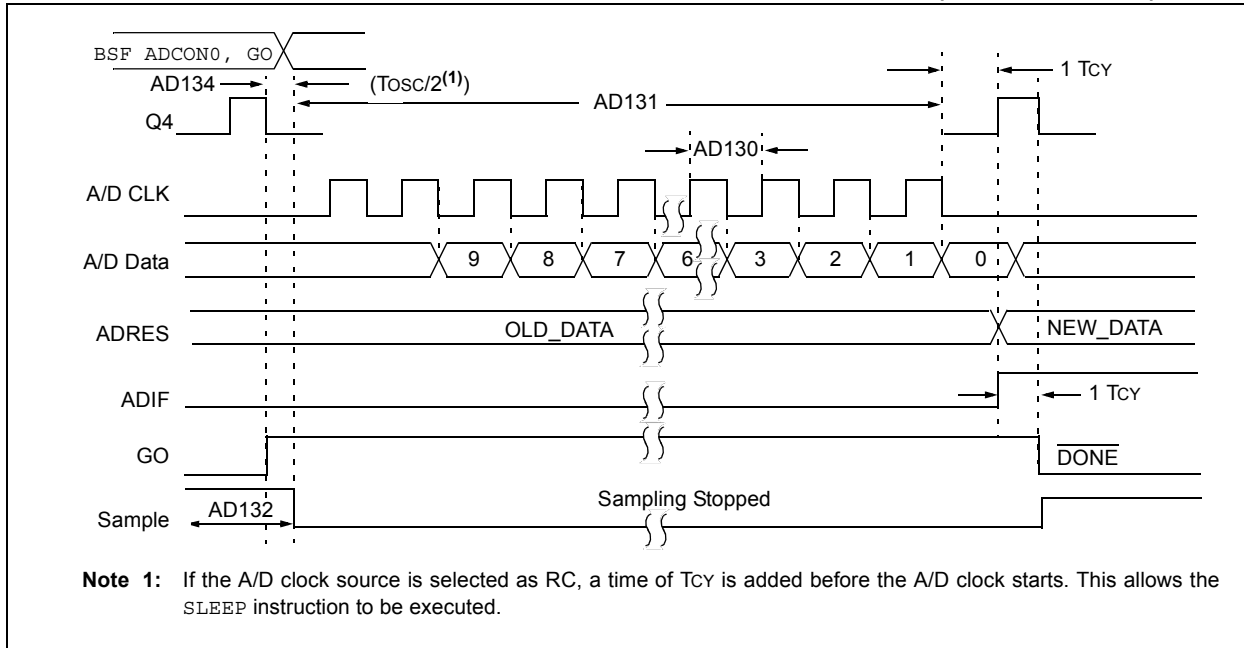 BSF ADCON0, GO
AD134 (TOSC/2(1)) 1 TCY
AD131
Q4
AD130
A/D CLK
A/D Data 9 8 7 6 3 2 1 0
ADRES OLD_DATA NEW_DATA
ADIF 1 TCY
GO DONE
Sampling Stopped
Sample AD132
Note 1: If the A/D clock source is selected as RC, a time of TCY is added before the A/D clock starts. This allows the
SLEEP instruction to be executed.